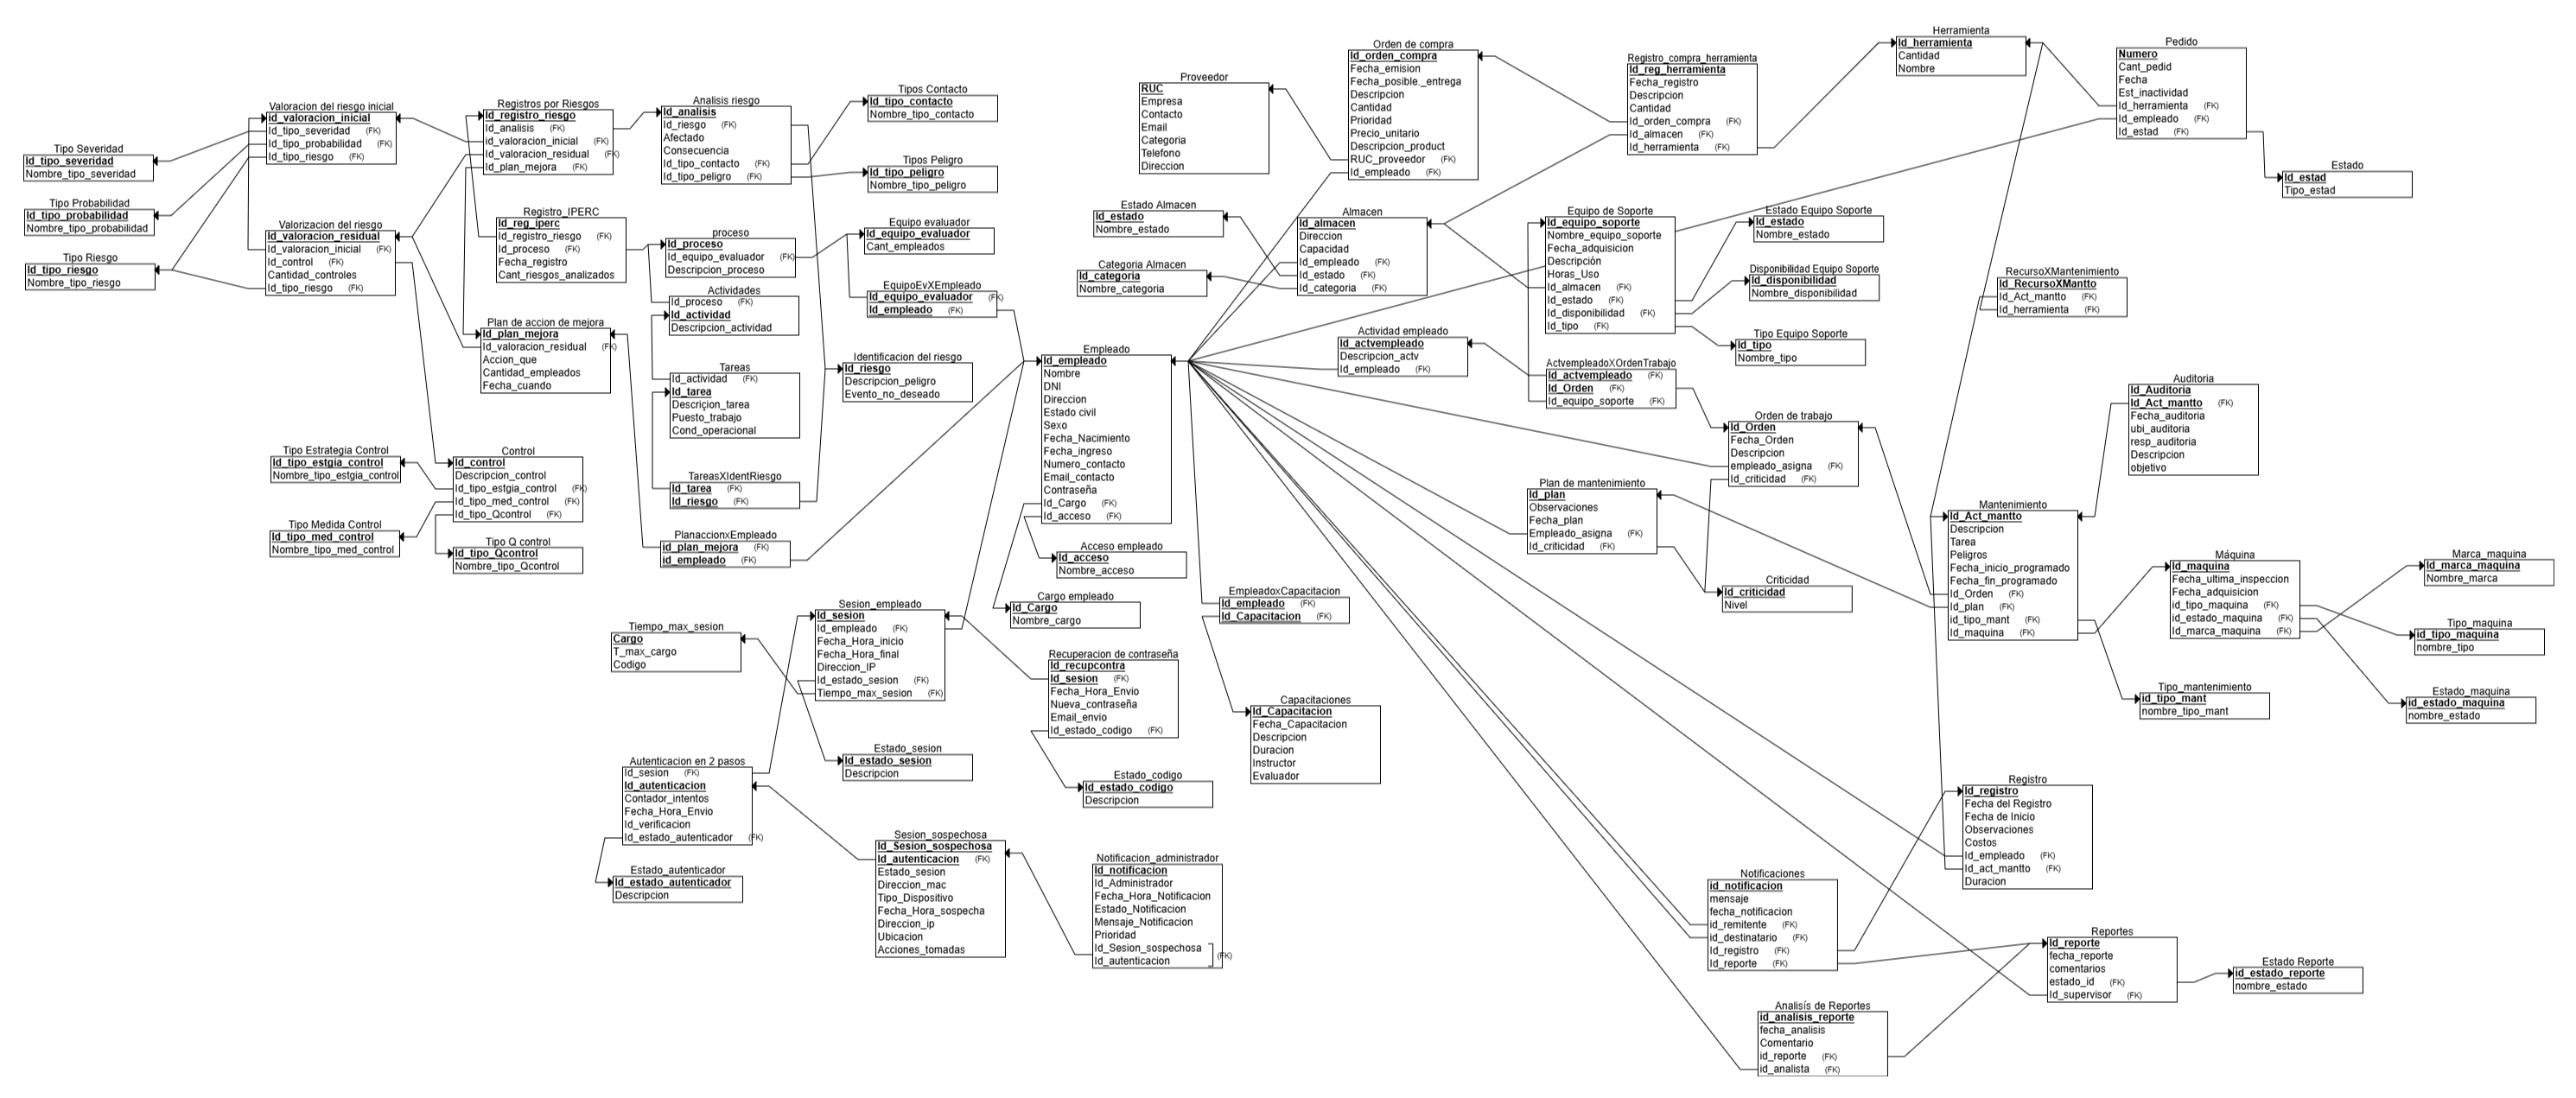 Valoracion del riesgo inicial
id_valoracion_inicial
Id_tipo_severidad (FK)
Id_tipo_probabilidad (FK)
Id_tipo_riesgo (FK)
Tipo Severidad
Id_tipo_severidad
Nombre_tipo_severidad
Tipo Probabilidad
Id_tipo_probabilidad
Nombre_tipo_probabilidad
Tipo Riesgo
Id_tipo_riesgo
Nombre_tipo_riesgo
Valorizacion del riesgo
Id_valoracion_residual
Id_valoracion_inicial (FK)
Id_control (FK)
Cantidad_controles
Id_tipo_riesgo (FK)
Registros por Riesgos
Id_registro_riesgo
Id_analisis (FK)
Id_valoracion_inicial (FK)
Id_valoracion_residual (FK)
Id_plan_mejora (FK)
Registro_IPERC
Id_reg_iperc
Id_registro_riesgo (FK)
Id_proceso (FK)
Fecha_registro
Cant_riesgos_analizados
Plan de accion de mejora
Id_plan_mejora
Id_valoracion_residual (FK)
Accion_que
Cantidad_empleados
Fecha_cuando
Tipo Estrategia Control
Id_tipo_estgia_control
Nombre_tipo_estgia_control
Tipo Medida Control
Id_tipo_med_control
Nombre_tipo_med_control
Control
Id_control
Descripcion_control
Id_tipo_estgia_control (FK)
Id_tipo_med_control (FK)
Id_tipo_Qcontrol (FK)
Tipo Q control
Id_tipo_Qcontrol
Nombre_tipo_Qcontrol
Analisis riesgo
Id_analisis
Id_riesgo (FK)
Afectado
Consecuencia
Id_tipo_contacto (FK)
Id_tipo_peligro (FK)
Tipos Contacto
Id_tipo_contacto
Nombre_tipo_contacto
Tipos Peligro
Id_tipo_peligro
Nombre_tipo_peligro
proceso
Id_proceso
Id_equipo_evaluador (FK)
Descripcion_proceso
Equipo evaluador
Id_equipo_evaluador
Cant_empleados
Actividades
Id_proceso (FK)
Id_actividad
Descripcion_actividad
EquipoEvXEmpleado
Id_equipo_evaluador (FK)
Id_empleado (FK)
Tareas
Id_actividad (FK)
Id_tarea
Descriçion_tarea
Puesto_trabajo
Cond_operacional
Identificacion del riesgo
Id_riesgo
Descripcion_peligro
Evento_no_deseado
TareasXIdentRiesgo
Id_tarea (FK)
Id_riesgo (FK)
PlanaccionxEmpleado
id_plan_mejora (FK)
id_empleado (FK)
Empleado
Id_empleado
Nombre
DNI
Direccion
Estado civil
Sexo
Fecha_Nacimiento
Fecha_ingreso
Numero_contacto
Email_contacto
Contraseña
Id_Cargo (FK)
Id_acceso (FK)
Acceso empleado
Id_acceso
Nombre_acceso
Cargo empleado
Id_Cargo
Nombre_cargo
Sesion_empleado
Id_sesion
Id_empleado (FK)
Fecha_Hora_inicio
Fecha_Hora_final
Direccion_IP
Id_estado_sesion (FK)
Tiempo_max_sesion (FK)
Tiempo_max_sesion
Cargo
T_max_cargo
Codigo
Recuperacion de contraseña
Id_recupcontra
Id_sesion (FK)
Fecha_Hora_Envio
Nueva_contraseña
Email_envio
Id_estado_codigo (FK)
Estado_sesion
Id_estado_sesion
Descripcion
Estado_codigo
Id_estado_codigo
Descripcion
Autenticacion en 2 pasos
Id_sesion (FK)
Id_autenticacion
Contador_intentos
Fecha_Hora_Envio
Id_verificacion
Id_estado_autenticador (FK)
Estado_autenticador
Id_estado_autenticador
Descripcion
Sesion_sospechosa
Id_Sesion_sospechosa
Id_autenticacion (FK)
Estado_sesion
Direccion_mac
Tipo_Dispositivo
Fecha_Hora_sospecha
Direccion_ip
Ubicacion
Acciones_tomadas
Notificacion_administrador
Id_notificacion
Id_Administrador
Fecha_Hora_Notificacion
Estado_Notificacion
Mensaje_Notificacion
Prioridad
Id_Sesion_sospechosa
Id_autenticacion
(FK)
EmpleadoxCapacitacion
Id_empleado (FK)
Id_Capacitacion (FK)
Capacitaciones
Id_Capacitacion
Fecha_Capacitacion
Descripcion
Duracion
Instructor
Evaluador
Proveedor
RUC
Empresa
Contacto
Email
Categoria
Telefono
Direccion
Orden de compra
Id_orden_compra
Fecha_emision
Fecha_posible._entrega
Descripcion
Cantidad
Prioridad
Precio_unitario
Descripcion_product
RUC_proveedor (FK)
Id_empleado (FK)
Estado Almacen
Id_estado
Nombre_estado
Categoria Almacen
Id_categoria
Nombre_categoria
Almacen
Id_almacen
Direccion
Capacidad
Id_empleado (FK)
Id_estado (FK)
Id_categoria (FK)
Registro_compra_herramienta
Id_reg_herramienta
Fecha_registro
Descripcion
Cantidad
Id_orden_compra (FK)
Id_almacen (FK)
Id_herramienta (FK)
Herramienta
Id_herramienta
Cantidad
Nombre
Pedido
Numero
Cant_pedid
Fecha
Est_inactividad
Id_herramienta (FK)
Id_empleado (FK)
Id_estad (FK)
Estado
Id_estad
Tipo_estad
Equipo de Soporte
Id_equipo_soporte
Nombre_equipo_soporte
Fecha_adquisicion
Descripción
Horas_Uso
Id_almacen (FK)
Id_estado (FK)
Id_disponibilidad (FK)
Id_tipo (FK)
Estado Equipo Soporte
Id_estado
Nombre_estado
Disponibilidad Equipo Soporte
Id_disponibilidad
Nombre_disponibilidad
Tipo Equipo Soporte
Id_tipo
Nombre_tipo
RecursoXMantenimiento
Id_RecursoXMantto
Id_Act_mantto (FK)
Id_herramienta (FK)
Actividad empleado
Id_actvempleado
Descripcion_actv
Id_empleado (FK)
ActvempleadoXOrdenTrabajo
Id_actvempleado (FK)
Id_Orden (FK)
Id_equipo_soporte (FK)
Orden de trabajo
Id_Orden
Fecha_Orden
Descripcion
empleado_asigna (FK)
Id_criticidad (FK)
Plan de mantenimiento
Id_plan
Observaciones
Fecha_plan
Empleado_asigna (FK)
Id_criticidad (FK)
Criticidad
Id_criticidad
Nivel
Auditoria
Id_Auditoria
Id_Act_mantto (FK)
Fecha_auditoria
ubi_auditoria
resp_auditoria
Descripcion
objetivo
Mantenimiento
Id_Act_mantto
Descripcion
Tarea
Peligros
Fecha_inicio_programado
Fecha_fin_programado
Id_Orden (FK)
Id_plan (FK)
id_tipo_mant (FK)
Id_maquina (FK)
Máquina
Id_maquina
Fecha_ultima_inspeccion
Fecha_adquisicion
id_tipo_maquina (FK)
id_estado_maquina (FK)
Id_marca_maquina (FK)
Marca_maquina
Id_marca_maquina
Nombre_marca
Tipo_maquina
id_tipo_maquina
nombre_tipo
Estado_maquina
id_estado_maquina
nombre_estado
Tipo_mantenimiento
id_tipo_mant
nombre_tipo_mant
Registro
Id_registro
Fecha del Registro
Fecha de Inicio
Observaciones
Costos
Id_empleado (FK)
Id_act_mantto (FK)
Duracion
Notificaciones
id_notificacion
mensaje
fecha_notificacion
id_remitente (FK)
id_destinatario (FK)
Id_registro (FK)
Id_reporte (FK)
Reportes
Id_reporte
fecha_reporte
comentarios
estado_id (FK)
Id_supervisor (FK)
Estado Reporte
id_estado_reporte
nombre_estado
Analisís de Reportes
id_analisis_reporte
fecha_analisis
Comentario
id_reporte (FK)
id_analista (FK)